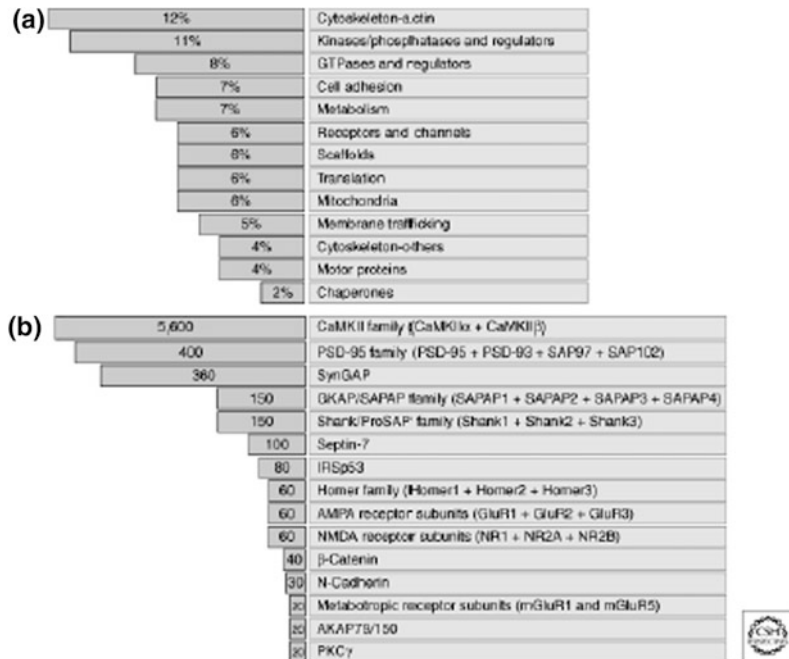 (a)
12% Cytoskeleton-actin
11% Kinases/phosphatases and regulators
8% GTPases and regulators
7% Cell adhesion
7% Metabolism
6% Receptors and channels
6% Scaffolds
6% Translation
6% Mitochondria
5% Membrane trafficking
4% Cytoskeleton-others
4% Motor proteins
2% Chaperones
(b)
5,600 CaMKII family (CaMKIIα + CaMKIIβ)
400 PSD-95 family (PSD-95 + PSD-93 + SAP97 + SAP102)
360 SynGAP
150 GKAP/SAPAP family (SAPAP1 + SAPAP2 + SAPAP3 + SAPAP4)
150 Shank/ProSAP family (Shank1 + Shank2 + Shank3)
100 Septin-7
80 IRSp53
60 Homer family (Homer1 + Homer2 + Homer3)
60 AMPA receptor subunits (GluR1 + GluR2 + GluR3)
60 NMDA receptor subunits (NR1 + NR2A + NR2B)
40 β-Catenin
30 N-Cadherin
20 Metabotropic receptor subunits (mGluR1 and mGluR5)
20 AKAP79/150
20 PKCγ
CSH